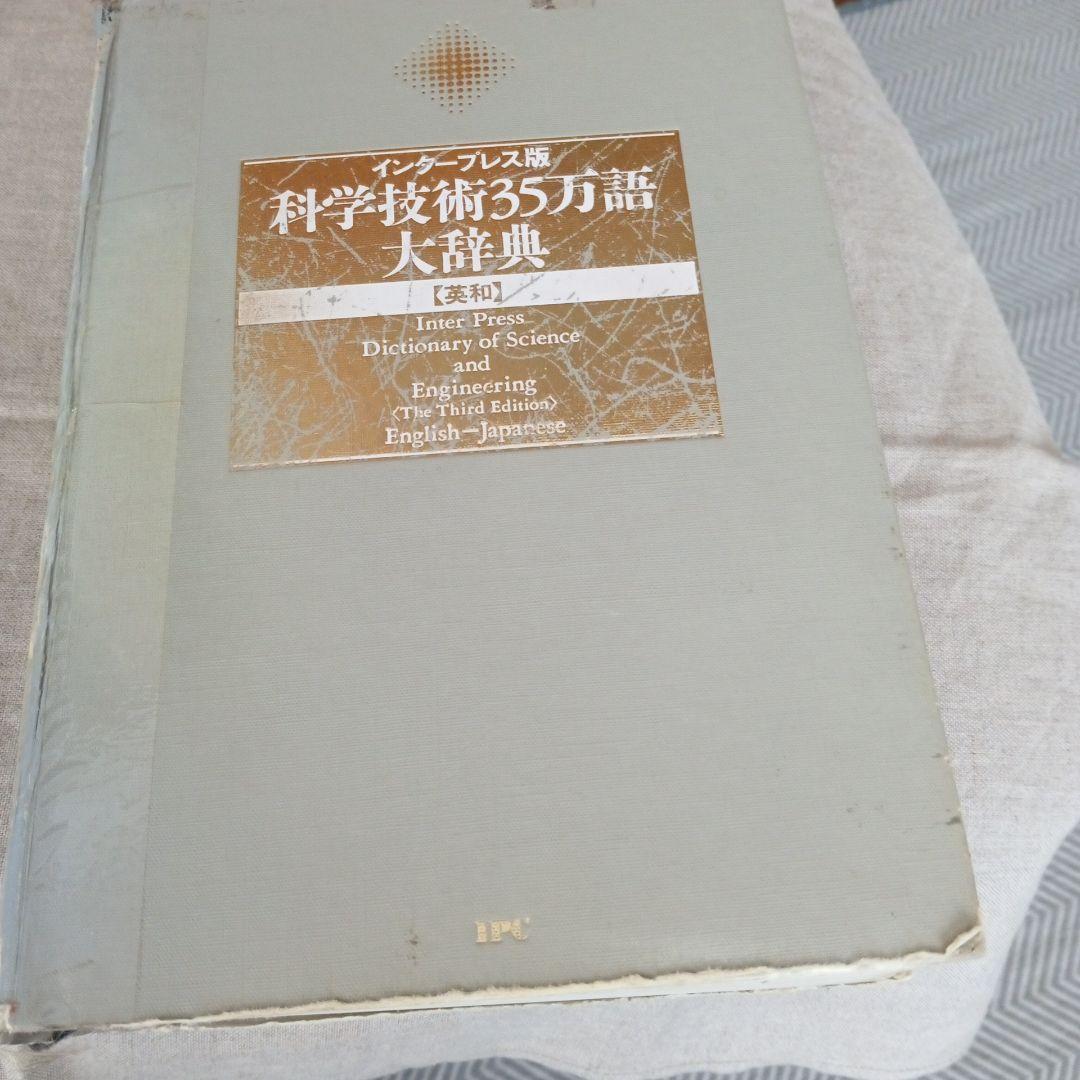 インタープレス版
科学技術35万語
大辞典
【英和】
Inter Press
Dictionary of Science
and
Engineering
〈The Third Edition〉
English—Japanese
IPC